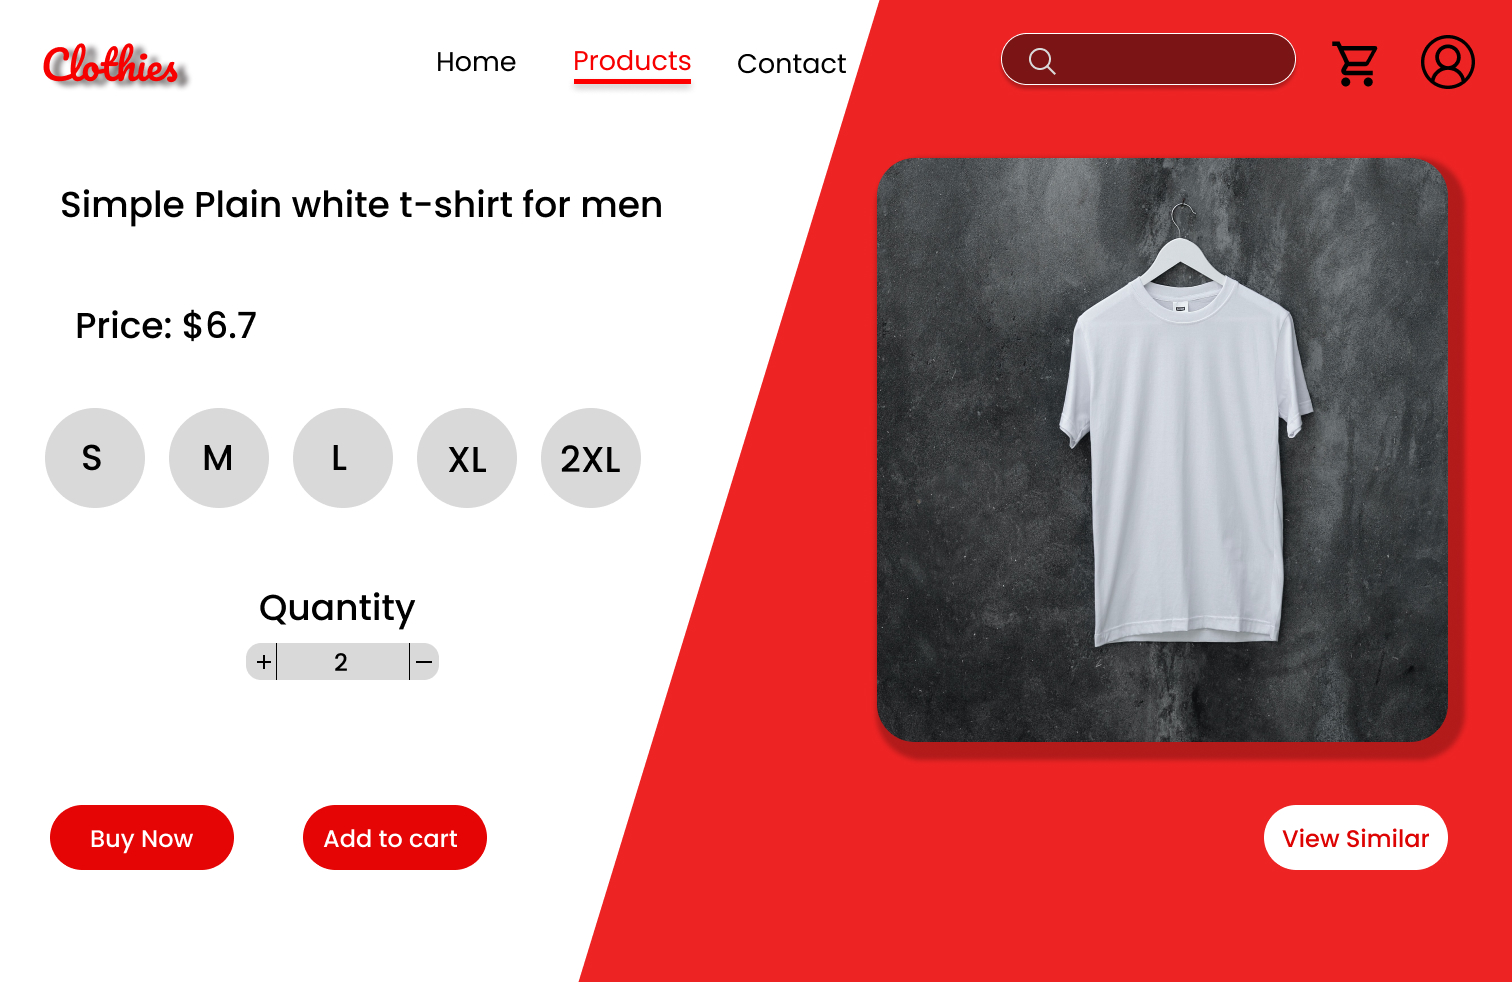 Clothies
Home
Products
Contact
Simple Plain white t-shirt for men
Price: $6.7
S
M
L
XL
2XL
Quantity
+ 2 −
Buy Now
Add to cart
View Similar